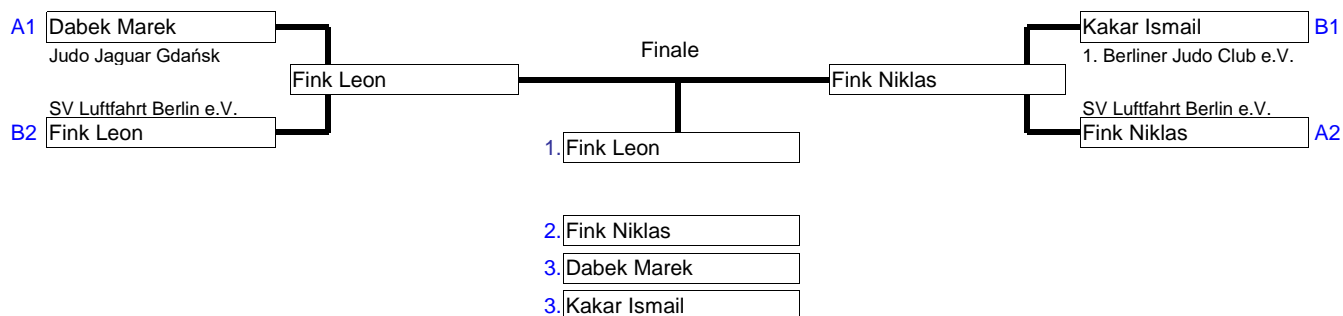 A1 Dabek Marek
Judo Jaguar Gdańsk
Finale
Kakar Ismail B1
1. Berliner Judo Club e.V.
Fink Leon
Fink Niklas
SV Luftfahrt Berlin e.V.
B2 Fink Leon
SV Luftfahrt Berlin e.V.
Fink Niklas A2
1. Fink Leon
2. Fink Niklas
3. Dabek Marek
3. Kakar Ismail